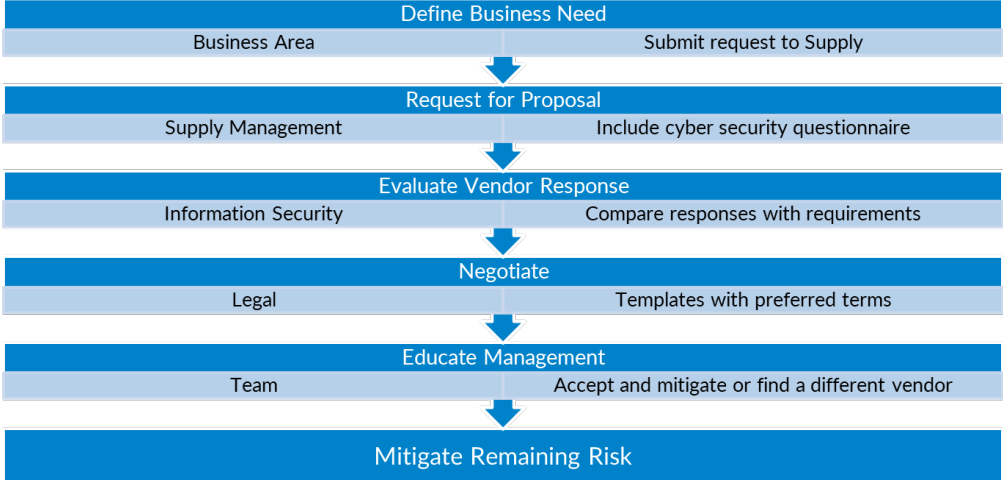 Define Business Need
Business Area Submit request to Supply
Request for Proposal
Supply Management Include cyber security questionnaire
Evaluate Vendor Response
Information Security Compare responses with requirements
Negotiate
Legal Templates with preferred terms
Educate Management
Team Accept and mitigate or find a different vendor
Mitigate Remaining Risk